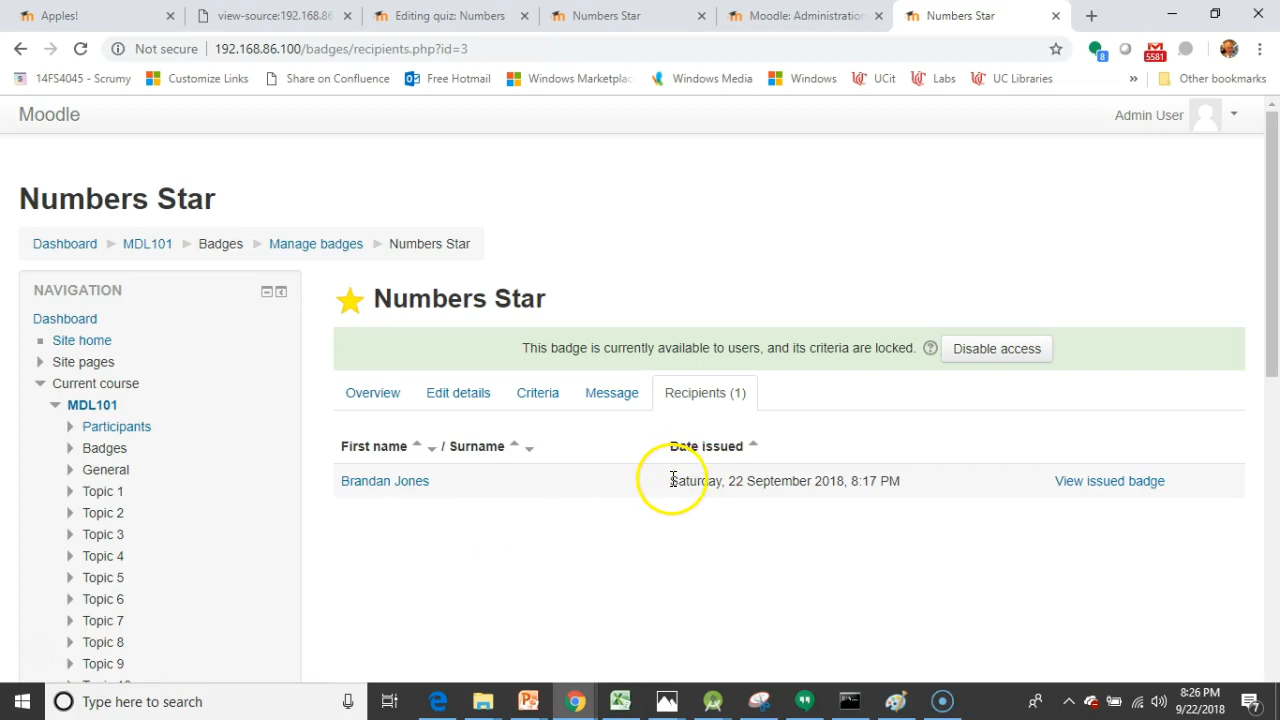 Apples!
view-source:192.168.86
Editing quiz: Numbers
Numbers Star
Moodle: Administration
Numbers Star
Not secure 192.168.86.100/badges/recipients.php?id=3
8
5581
14FS4045 - Scrumy
Customize Links
Share on Confluence
Free Hotmail
Windows Marketplac
Windows Media
Windows
UCit
Labs
UC Libraries
»
Other bookmarks
Moodle
Admin User
Numbers Star
Dashboard MDL101 Badges Manage badges Numbers Star
NAVIGATION
Dashboard
Site home
Site pages
Current course
MDL101
Participants
Badges
General
Topic 1
Topic 2
Topic 3
Topic 4
Topic 5
Topic 6
Topic 7
Topic 8
Topic 9
Numbers Star
This badge is currently available to users, and its criteria are locked. ? Disable access
Overview Edit details Criteria Message Recipients (1)
First name / Surname Date issued
Brandan Jones Saturday, 22 September 2018, 8:17 PM View issued badge
Type here to search
8:26 PM
9/22/2018
7